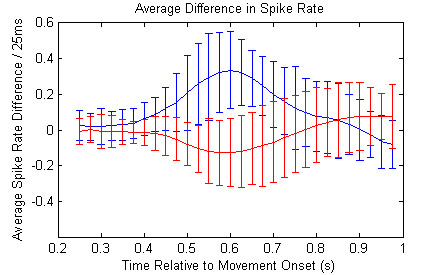 Average Difference in Spike Rate
Average Spike Rate Difference / 25ms
0.6
0.4
0.2
0
-0.2
-0.4
0.2 0.3 0.4 0.5 0.6 0.7 0.8 0.9 1
Time Relative to Movement Onset (s)